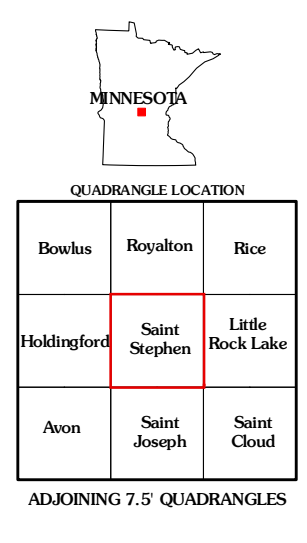 MINNESOTA
QUADRANGLE LOCATION
Bowlus
Royalton
Rice
Holdingford
Saint
Stephen
Little
Rock Lake
Avon
Saint
Joseph
Saint
Cloud
ADJOINING 7.5' QUADRANGLES